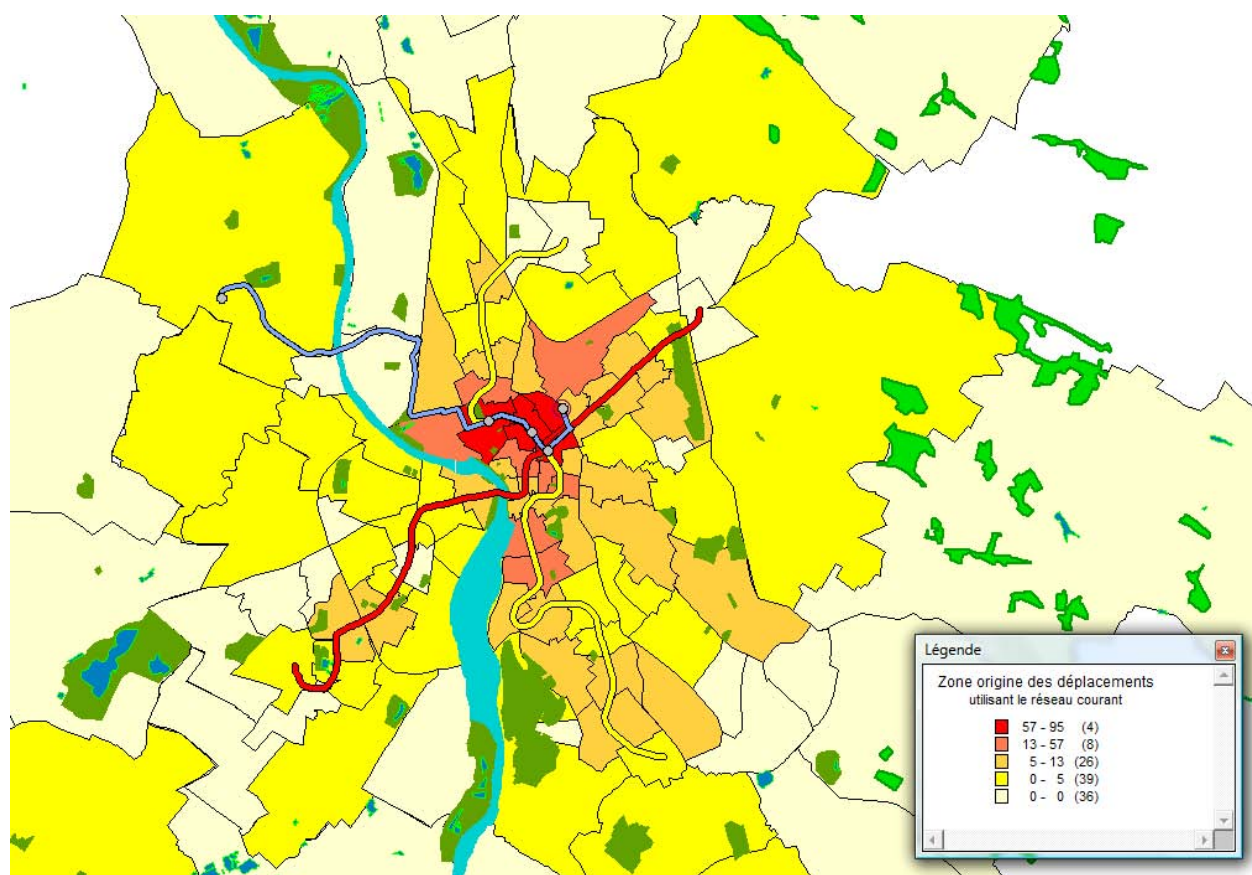 Légende
Zone origine des déplacements
utilisant le réseau courant
57 - 95 (4)
13 - 57 (8)
5 - 13 (26)
0 - 5 (39)
0 - 0 (36)